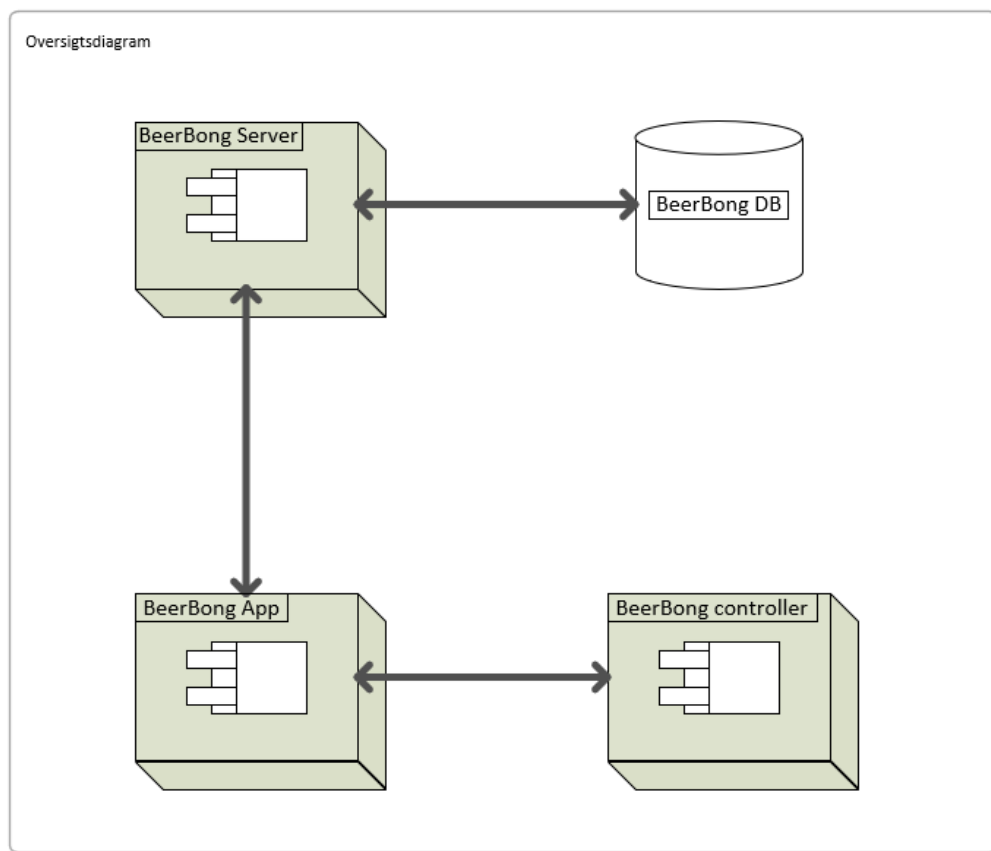 Oversigtsdiagram
BeerBong Server
BeerBong DB
BeerBong App
BeerBong controller